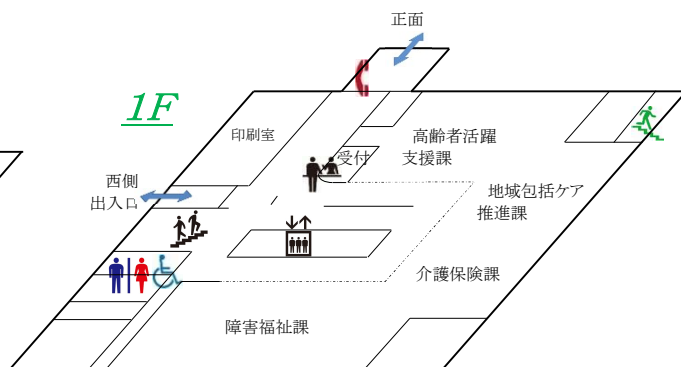 正面
1F
印刷室
高齢者活躍
支援課
受付
西側
出入口
地域包括ケア
推進課
介護保険課
障害福祉課